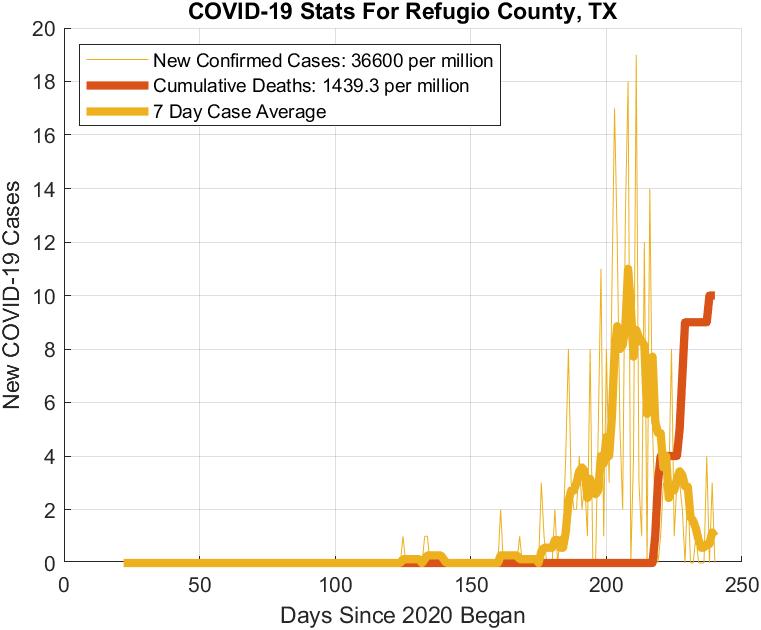 COVID-19 Stats For Refugio County, TX
New Confirmed Cases: 36600 per million
Cumulative Deaths: 1439.3 per million
7 Day Case Average
New COVID-19 Cases
20
18
16
14
12
10
8
6
4
2
0
0 50 100 150 200 250
Days Since 2020 Began